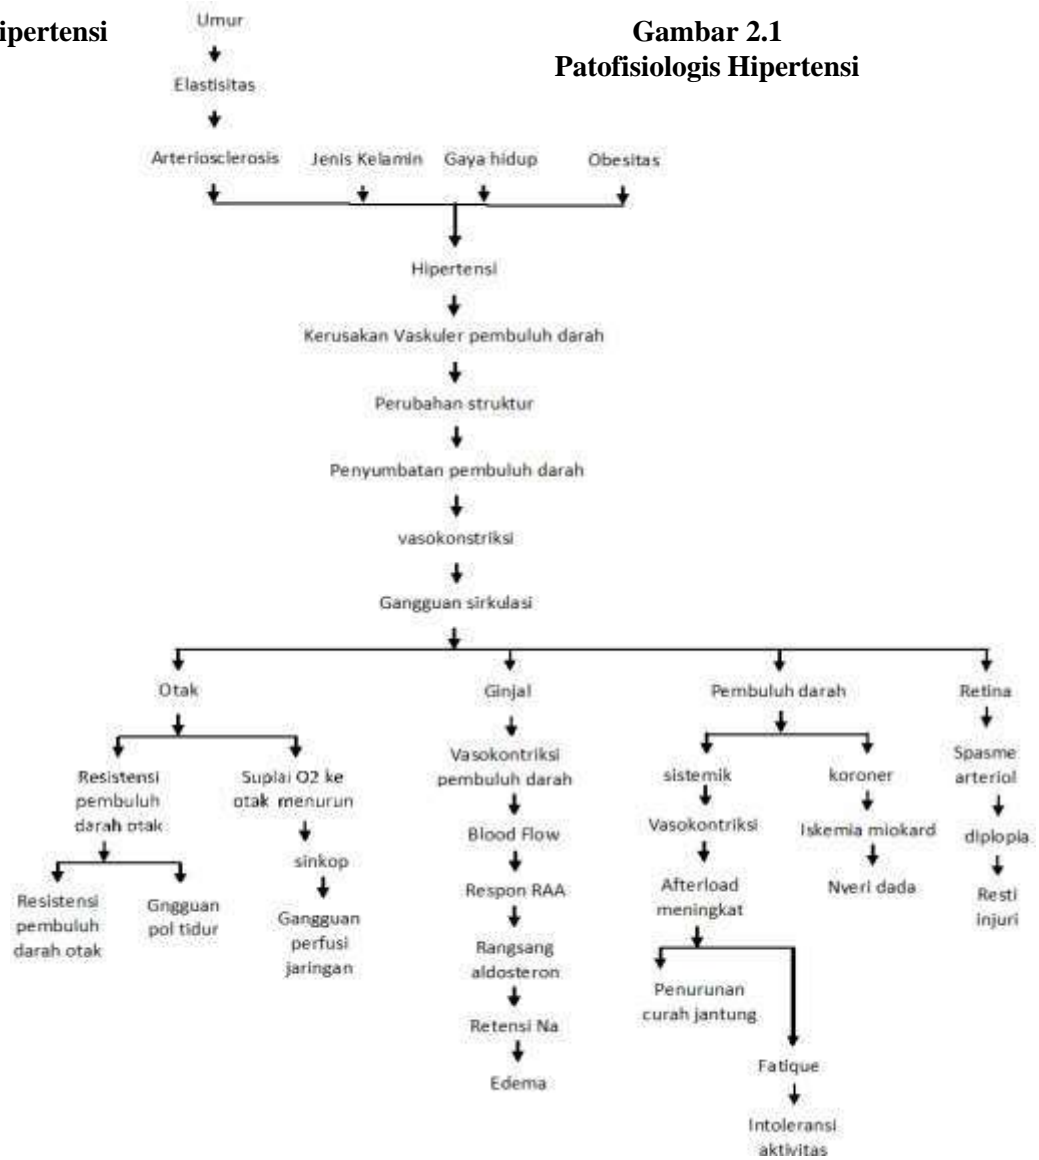 ipertensi
Gambar 2.1
Patofisiologis Hipertensi
Umur
Elastisitas
Arteriosclerosis
Jenis Kelamin
Gaya hidup
Obesitas
Hipertensi
Kerusakan Vaskuler pembuluh darah
Perubahan struktur
Penyumbatan pembuluh darah
vasokonstriksi
Gangguan sirkulasi
Otak
Ginjal
Pembuluh darah
Retina
Resistensi
pembuluh
darah otak
Suplai O2 ke
otak menurun
Vasokontriksi
pembuluh darah
sistemik
koroner
Spasme
arteriol
Resistensi
pembuluh
darah otak
Gngguan
pol tidur
sinkop
Gangguan
perfusi
jaringan
Blood Flow
Respon RAA
Rangsang
aldosteron
Retensi Na
Edema
Vasokontriksi
Afterload
meningkat
Penurunan
curah jantung
Fatique
Intoleransi
aktivitas
Iskemia miokard
Nyeri dada
diplopia
Resti
injuri